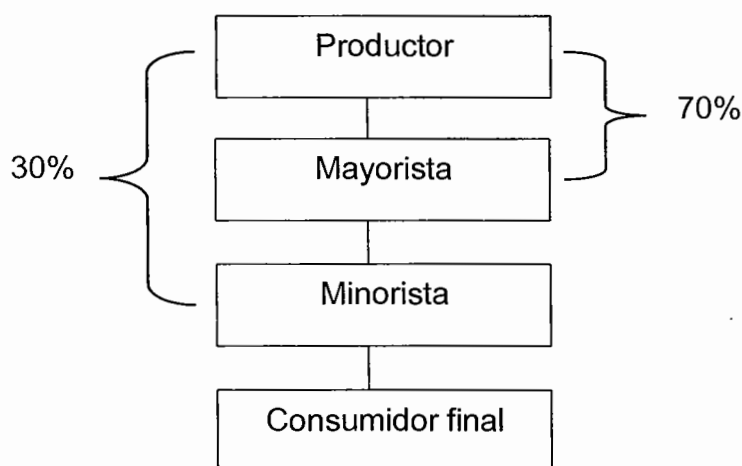 Productor
70%
30%
Mayorista
Minorista
Consumidor final